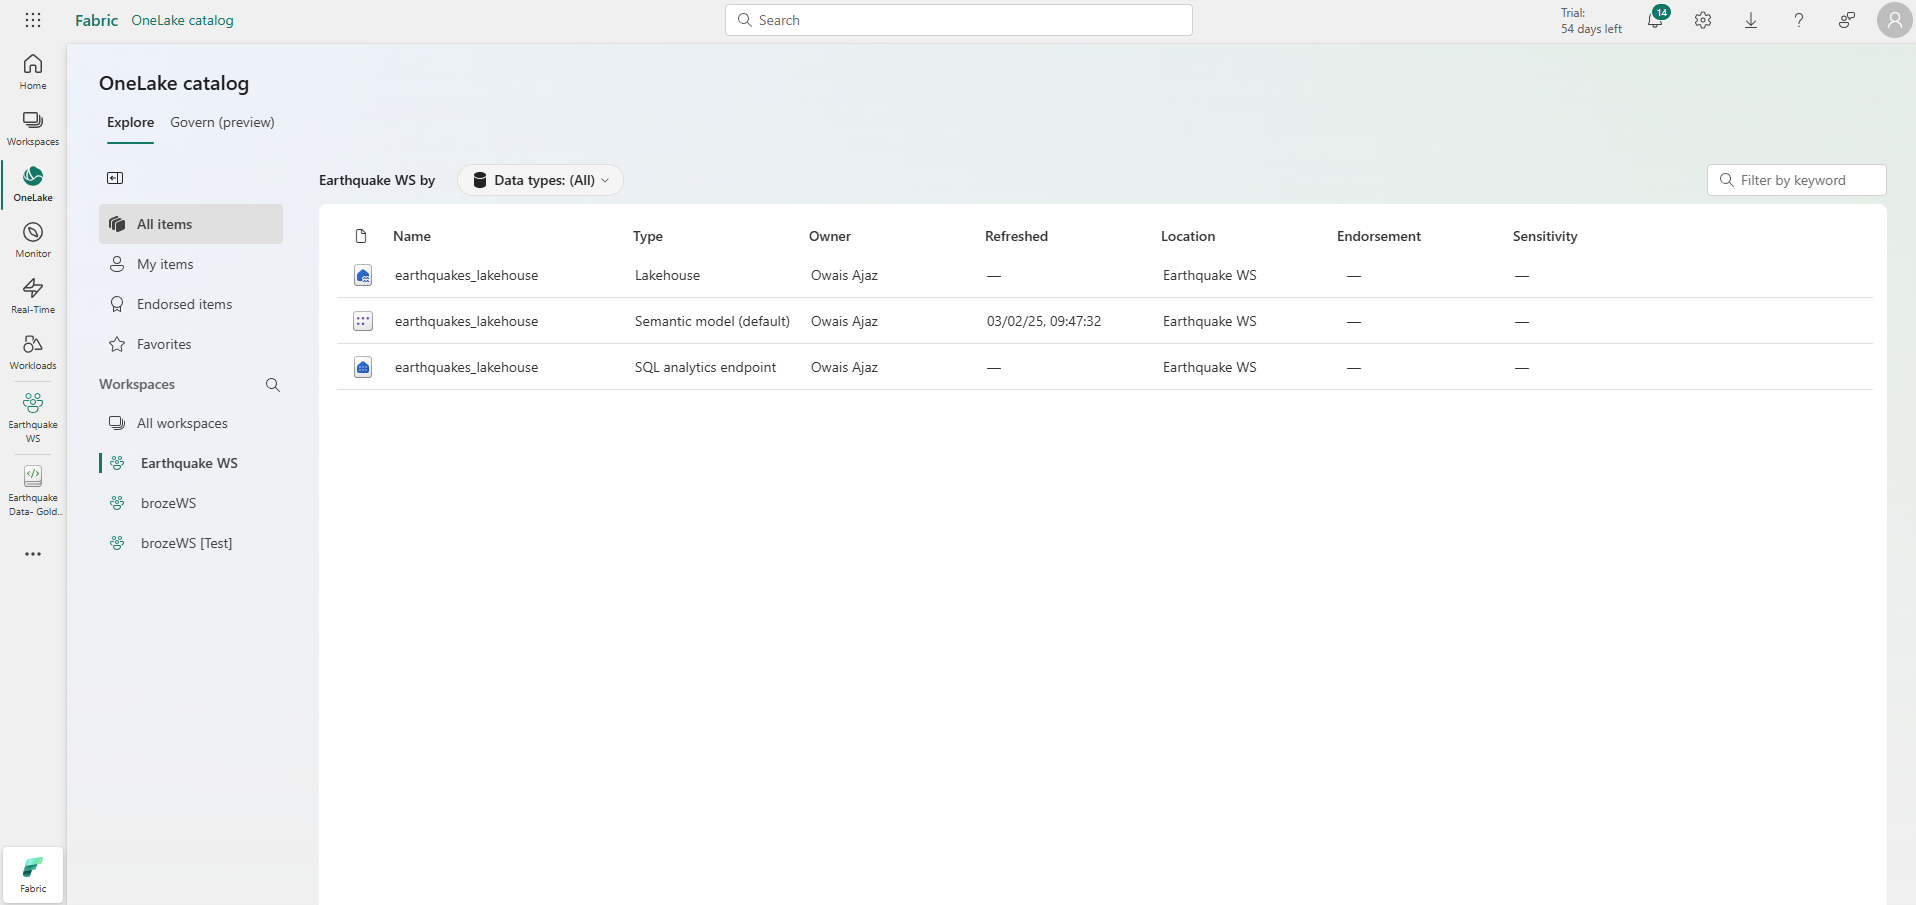 Fabric OneLake catalog
Search
Trial:
54 days left
14
Home
Workspaces
OneLake
Monitor
Real-Time
Workloads
Earthquake
WS
Earthquake
Data- Gold..
Fabric
OneLake catalog
Explore Govern (preview)
All items
My items
Endorsed items
Favorites
Workspaces
All workspaces
Earthquake WS
brozeWS
brozeWS [Test]
Earthquake WS by Data types: (All)
Filter by keyword
Name Type Owner Refreshed Location Endorsement Sensitivity
earthquakes_lakehouse Lakehouse Owais Ajaz — Earthquake WS — —
earthquakes_lakehouse Semantic model (default) Owais Ajaz 03/02/25, 09:47:32 Earthquake WS — —
earthquakes_lakehouse SQL analytics endpoint Owais Ajaz — Earthquake WS — —